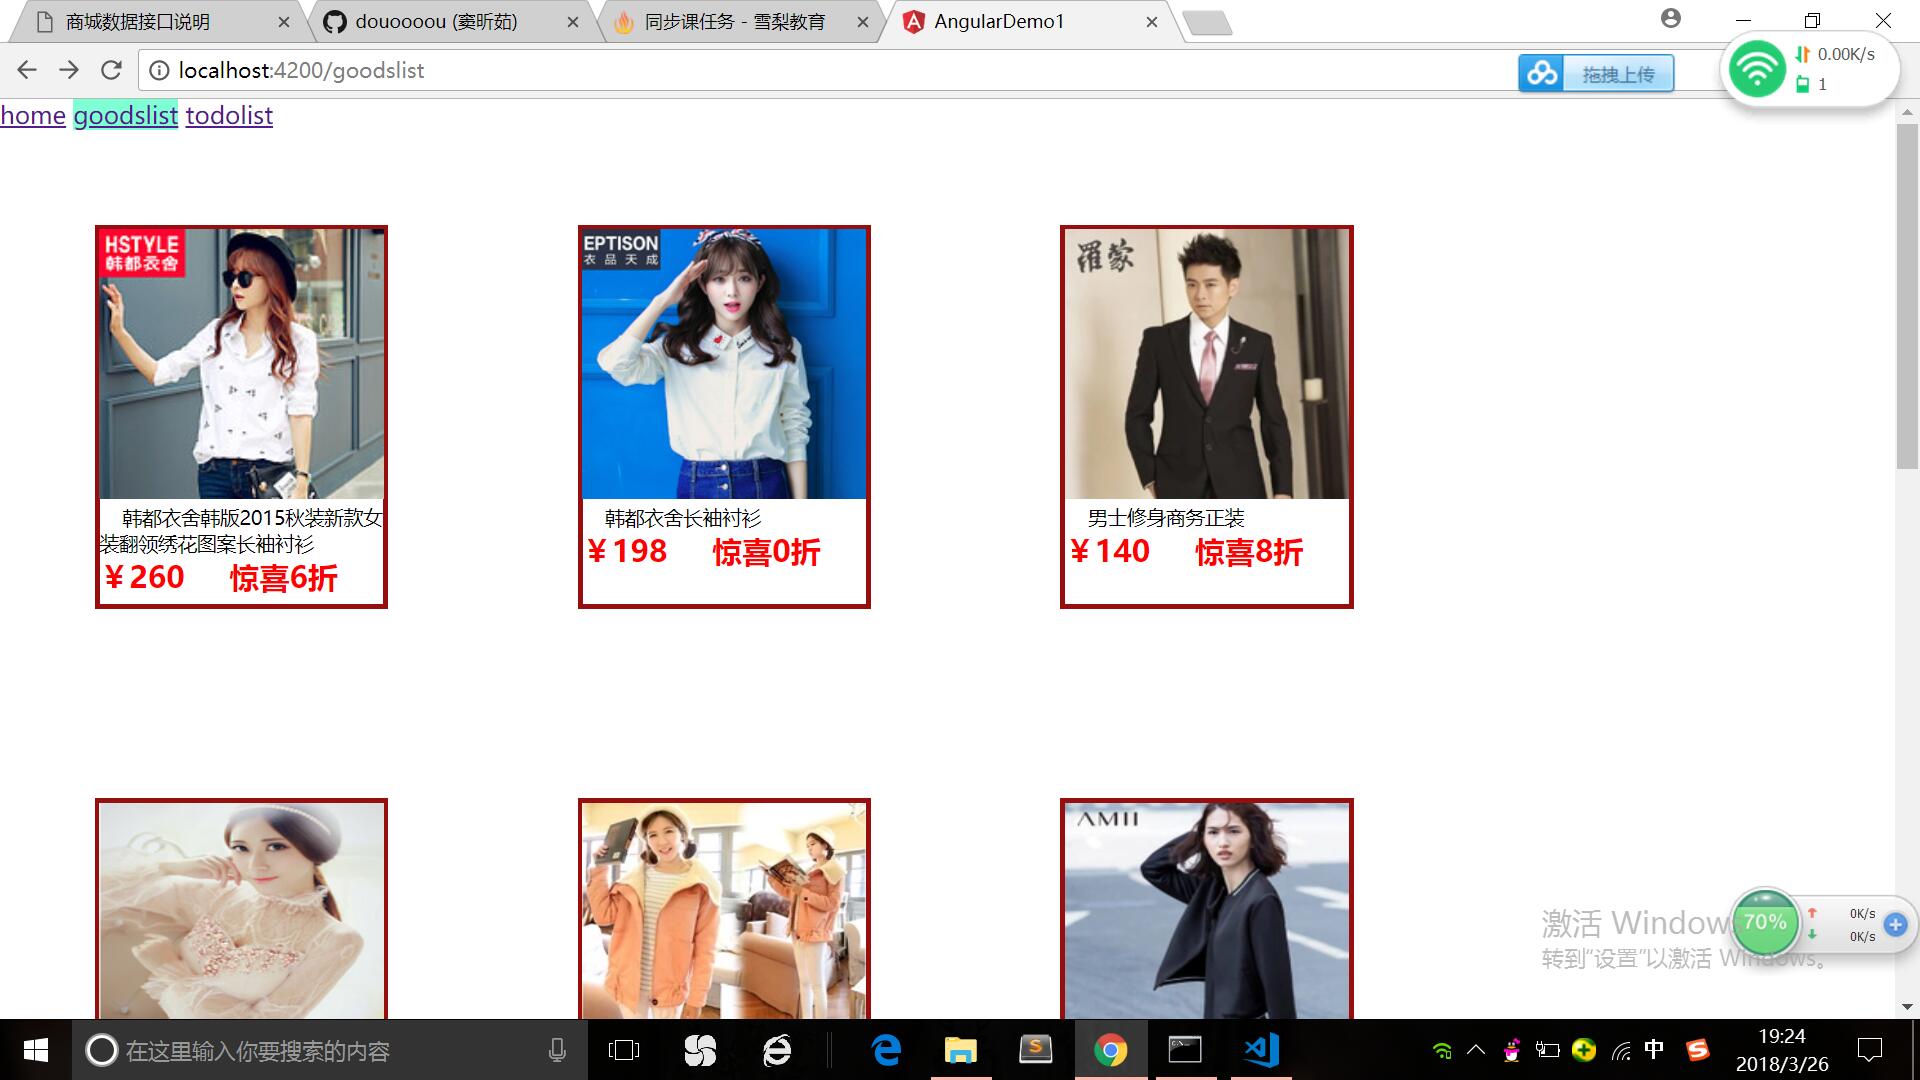 商城数据接口说明
douoooou (窦昕茹)
同步课任务 - 雪梨教育
AngularDemo1
localhost:4200/goodslist
拖拽上传
0.00K/s
1
home goodslist todolist
HSTYLE
韩都衣舍
EPTISON
衣品天成
羅蒙
韩都衣舍韩版2015秋装新款女
装翻领绣花图案长袖衬衫
￥260 惊喜6折
韩都衣舍长袖衬衫
￥198 惊喜0折
男士修身商务正装
￥140 惊喜8折
AMII
激活 Windows
转到“设置”以激活 Windows。
70%
0K/s
0K/s
在这里输入你要搜索的内容
中
19:24
2018/3/26